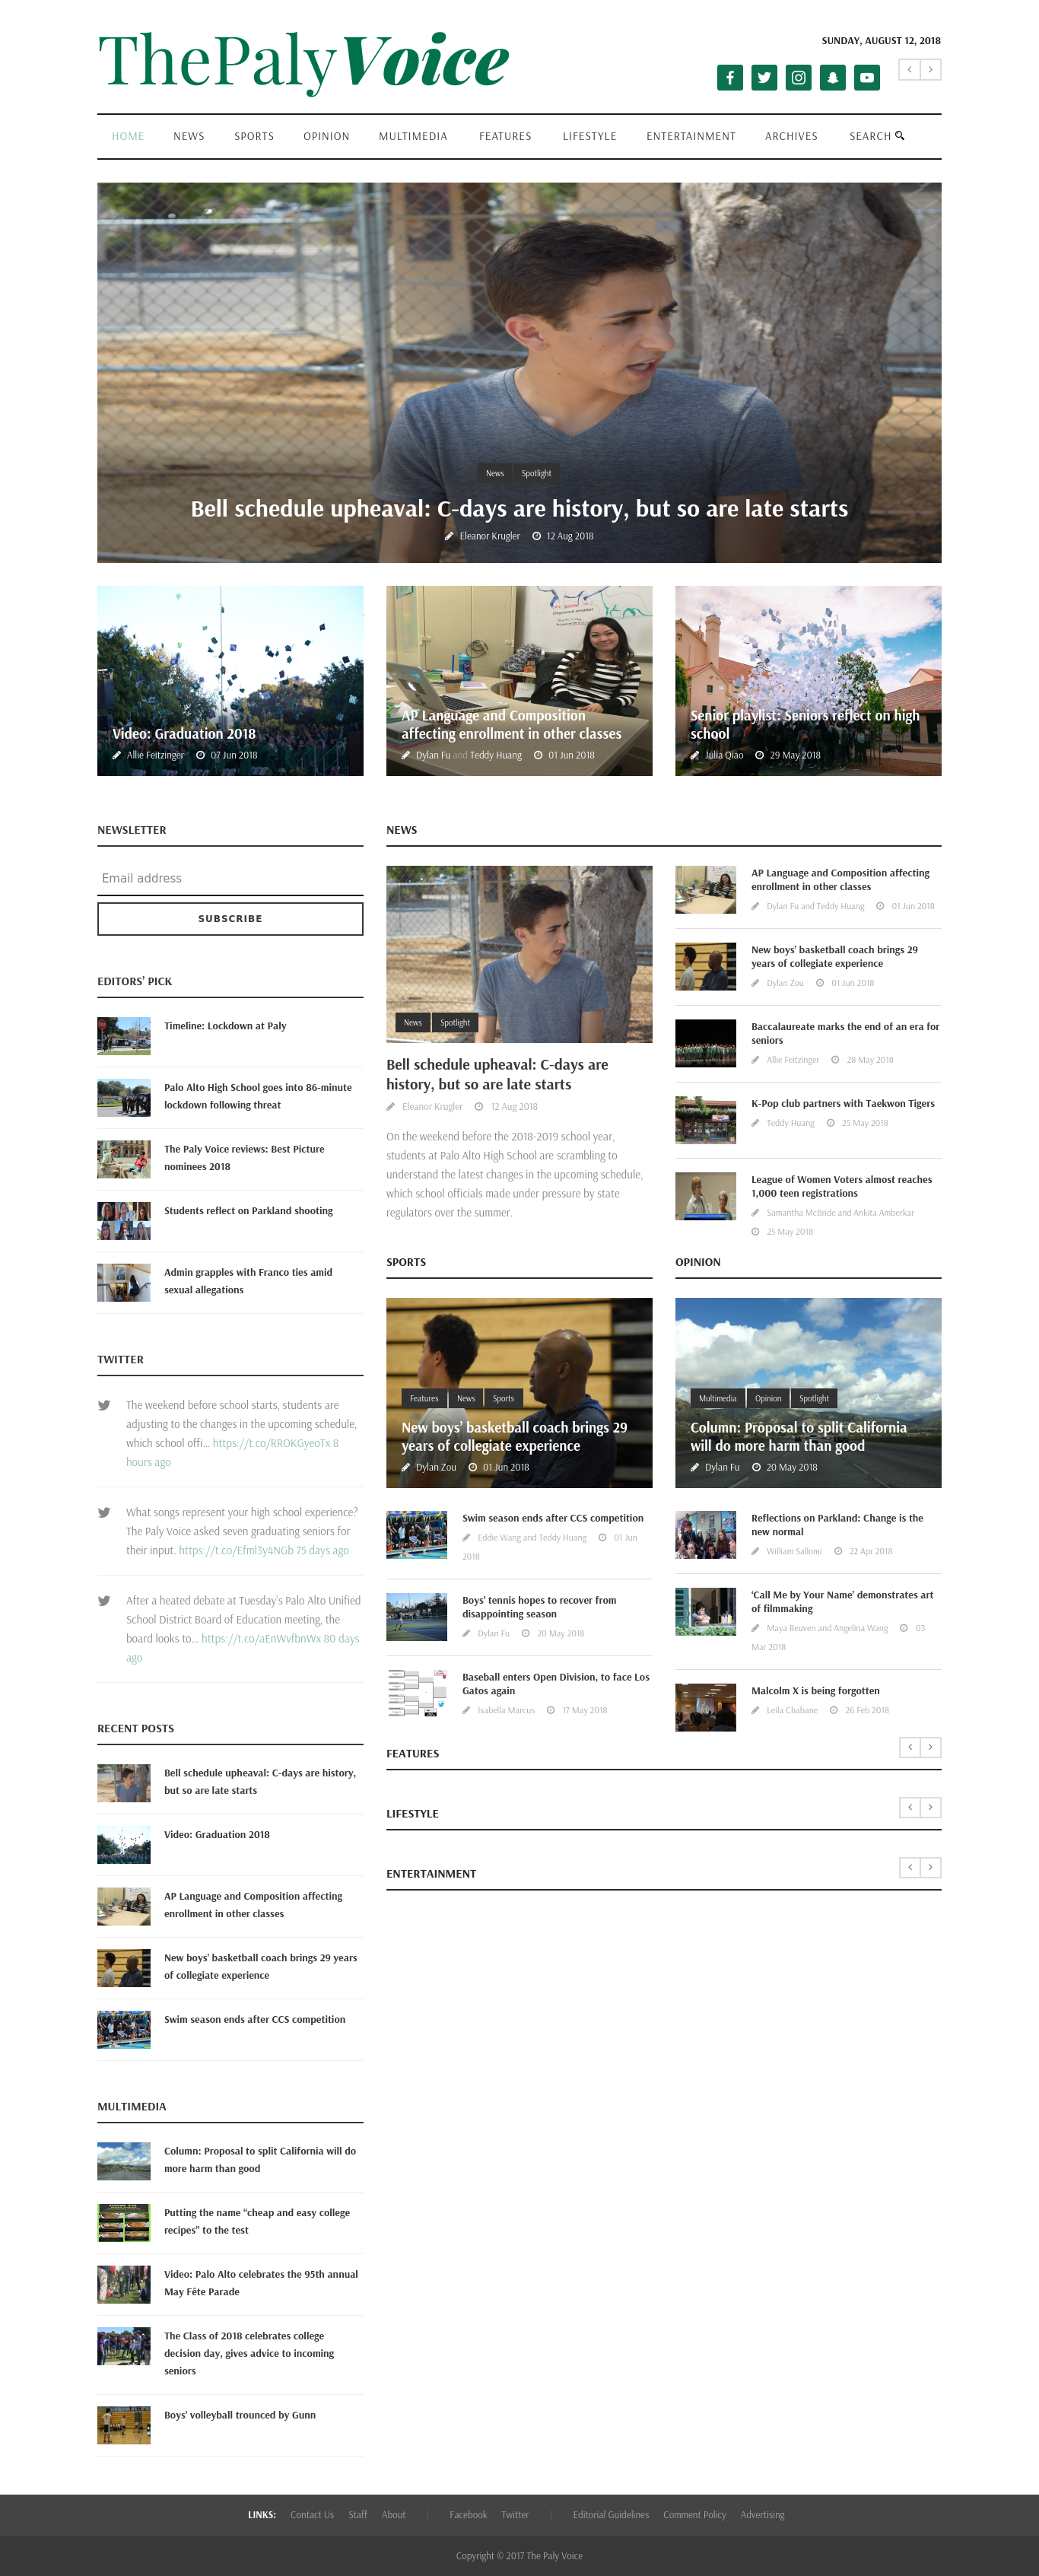 ThePalyVoice
SUNDAY, AUGUST 12, 2018
HOME NEWS SPORTS OPINION MULTIMEDIA FEATURES LIFESTYLE ENTERTAINMENT ARCHIVES SEARCH
News Spotlight
Bell schedule upheaval: C-days are history, but so are late starts
Eleanor Krugler 12 Aug 2018
Video: Graduation 2018
Allie Feitzinger 07 Jun 2018
AP Language and Composition
affecting enrollment in other classes
Dylan Fu and Teddy Huang 01 Jun 2018
Senior playlist: Seniors reflect on high
school
Julia Qiao 29 May 2018
NEWSLETTER
Email address
SUBSCRIBE
EDITORS' PICK
Timeline: Lockdown at Paly
Palo Alto High School goes into 86-minute
lockdown following threat
The Paly Voice reviews: Best Picture
nominees 2018
Students reflect on Parkland shooting
Admin grapples with Franco ties amid
sexual allegations
TWITTER
The weekend before school starts, students are
adjusting to the changes in the upcoming schedule,
which school offi... https://t.co/RROKGyeoTx 8
hours ago
What songs represent your high school experience?
The Paly Voice asked seven graduating seniors for
their input. https://t.co/Efml3y4NGb 75 days ago
After a heated debate at Tuesday's Palo Alto Unified
School District Board of Education meeting, the
board looks to... https://t.co/aEnWvfbnWx 80 days
ago
RECENT POSTS
Bell schedule upheaval: C-days are history,
but so are late starts
Video: Graduation 2018
AP Language and Composition affecting
enrollment in other classes
New boys' basketball coach brings 29 years
of collegiate experience
Swim season ends after CCS competition
MULTIMEDIA
Column: Proposal to split California will do
more harm than good
Putting the name “cheap and easy college
recipes” to the test
Video: Palo Alto celebrates the 95th annual
May Fête Parade
The Class of 2018 celebrates college
decision day, gives advice to incoming
seniors
Boys' volleyball trounced by Gunn
NEWS
News Spotlight
Bell schedule upheaval: C-days are
history, but so are late starts
Eleanor Krugler 12 Aug 2018
On the weekend before the 2018-2019 school year,
students at Palo Alto High School are scrambling to
understand the latest changes in the upcoming schedule,
which school officials made under pressure by state
regulators over the summer.
AP Language and Composition affecting
enrollment in other classes
Dylan Fu and Teddy Huang 01 Jun 2018
New boys' basketball coach brings 29
years of collegiate experience
Dylan Zou 01 Jun 2018
Baccalaureate marks the end of an era for
seniors
Allie Feitzinger 28 May 2018
K-Pop club partners with Taekwon Tigers
Teddy Huang 25 May 2018
League of Women Voters almost reaches
1,000 teen registrations
Samantha McBride and Ankita Amberkar
25 May 2018
SPORTS
Features News Sports
New boys' basketball coach brings 29
years of collegiate experience
Dylan Zou 01 Jun 2018
Swim season ends after CCS competition
Eddie Wang and Teddy Huang 01 Jun
2018
Boys' tennis hopes to recover from
disappointing season
Dylan Fu 20 May 2018
Baseball enters Open Division, to face Los
Gatos again
Isabella Marcus 17 May 2018
OPINION
Multimedia Opinion Spotlight
Column: Proposal to split California
will do more harm than good
Dylan Fu 20 May 2018
Reflections on Parkland: Change is the
new normal
William Sallomi 22 Apr 2018
‘Call Me by Your Name’ demonstrates art
of filmmaking
Maya Reuven and Angelina Wang 03
Mar 2018
Malcolm X is being forgotten
Leila Chabane 26 Feb 2018
FEATURES
LIFESTYLE
ENTERTAINMENT
LINKS: Contact Us Staff About | Facebook Twitter | Editorial Guidelines Comment Policy Advertising
Copyright © 2017 The Paly Voice